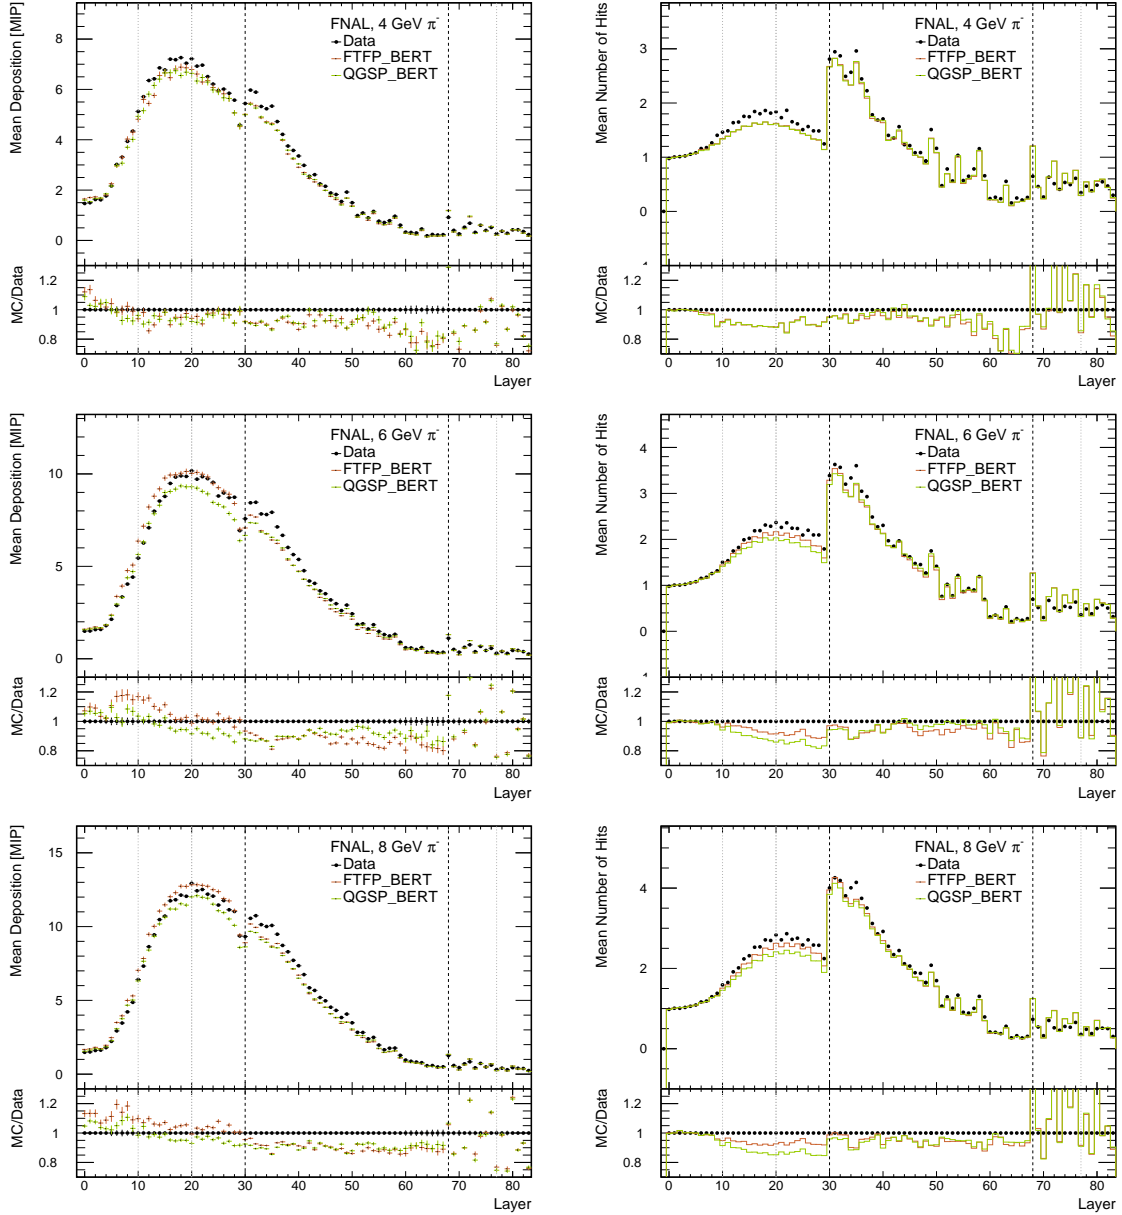 Mean Deposition [MIP]
FNAL, 4 GeV π⁻
Data
FTFP_BERT
QGSP_BERT
8
6
4
2
0
MC/Data
1.2
1
0.8
0 10 20 30 40 50 60 70 80
Layer
Mean Number of Hits
FNAL, 4 GeV π⁻
Data
FTFP_BERT
QGSP_BERT
3
2
1
0
MC/Data
1.2
1
0.8
0 10 20 30 40 50 60 70 80
Layer
Mean Deposition [MIP]
FNAL, 6 GeV π⁻
Data
FTFP_BERT
QGSP_BERT
10
5
0
MC/Data
1.2
1
0.8
0 10 20 30 40 50 60 70 80
Layer
Mean Number of Hits
FNAL, 6 GeV π⁻
Data
FTFP_BERT
QGSP_BERT
4
3
2
1
0
MC/Data
1.2
1
0.8
0 10 20 30 40 50 60 70 80
Layer
Mean Deposition [MIP]
FNAL, 8 GeV π⁻
Data
FTFP_BERT
QGSP_BERT
15
10
5
0
MC/Data
1.2
1
0.8
0 10 20 30 40 50 60 70 80
Layer
Mean Number of Hits
FNAL, 8 GeV π⁻
Data
FTFP_BERT
QGSP_BERT
4
2
0
MC/Data
1.2
1
0.8
0 10 20 30 40 50 60 70 80
Layer